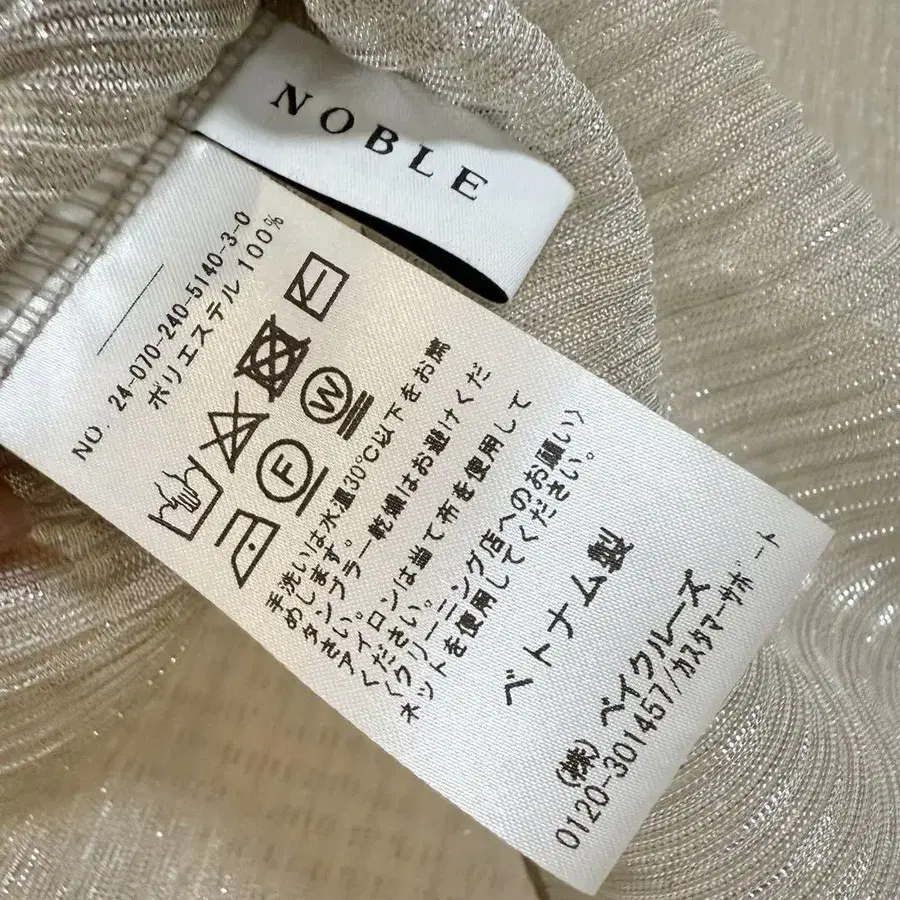 NOBLE
NO. 24-070-240-5140-3-0
ポリエステル 100%
F
W
手洗いは水温30℃以下をお薦
めします。
タンブラー乾燥はお避けくだ
さい。
アイロンは当て布を使用して
ください。
〈クリーニング店へのお願い〉
ネットを使用してください。
ベトナム製
(株) ベイクルーズ
0120-301457/カスタマーサポート